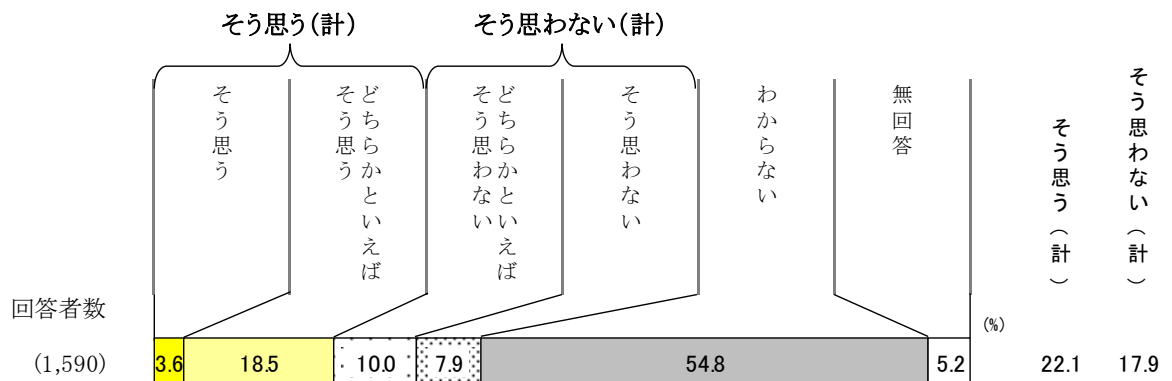 そう思う(計)
そう思わない(計)
そう思う
どちらかといえば
そう思う
どちらかといえば
そう思わない
そう思わない
わからない
無回答
そう思う(計)
そう思わない(計)
回答者数
(%)
(1,590)
3.6
18.5
10.0
7.9
54.8
5.2
22.1
17.9